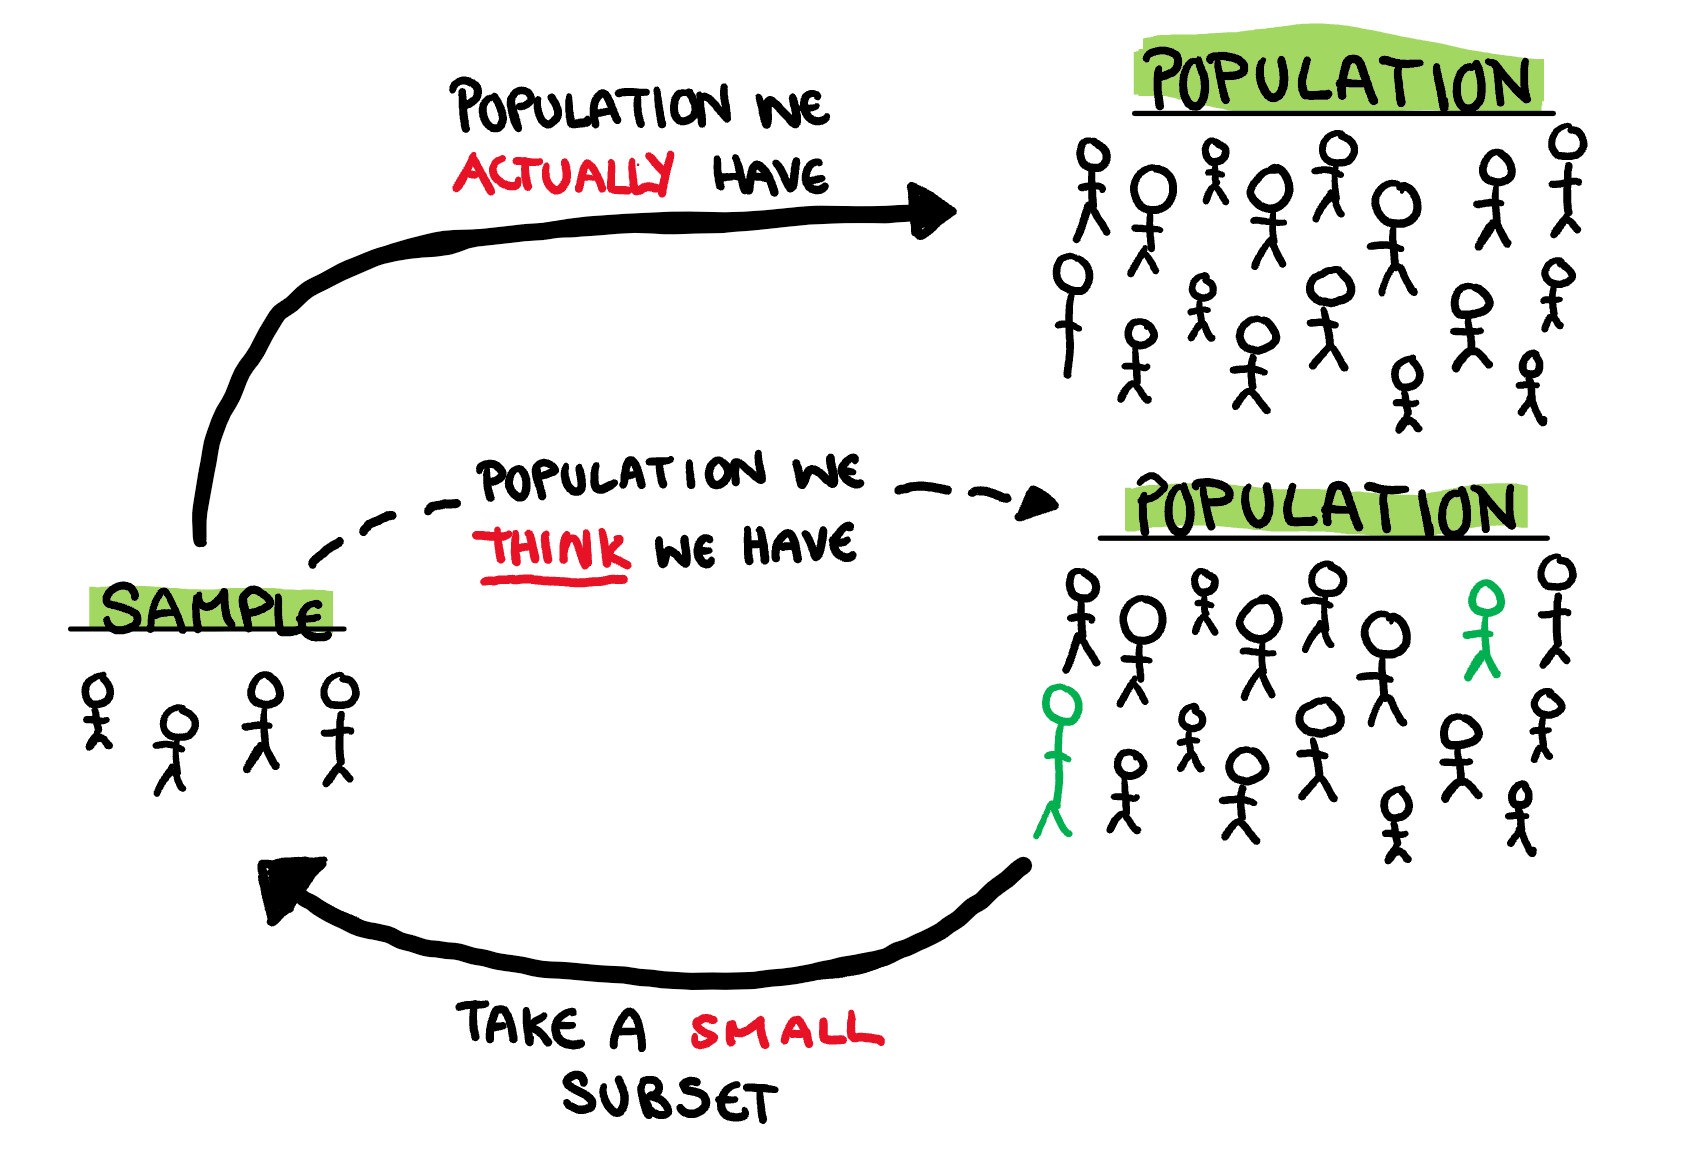 POPULATION
POPULATION WE
ACTUALLY HAVE
POPULATION WE
THINK WE HAVE
POPULATION
SAMPLE
TAKE A SMALL
SUBSET